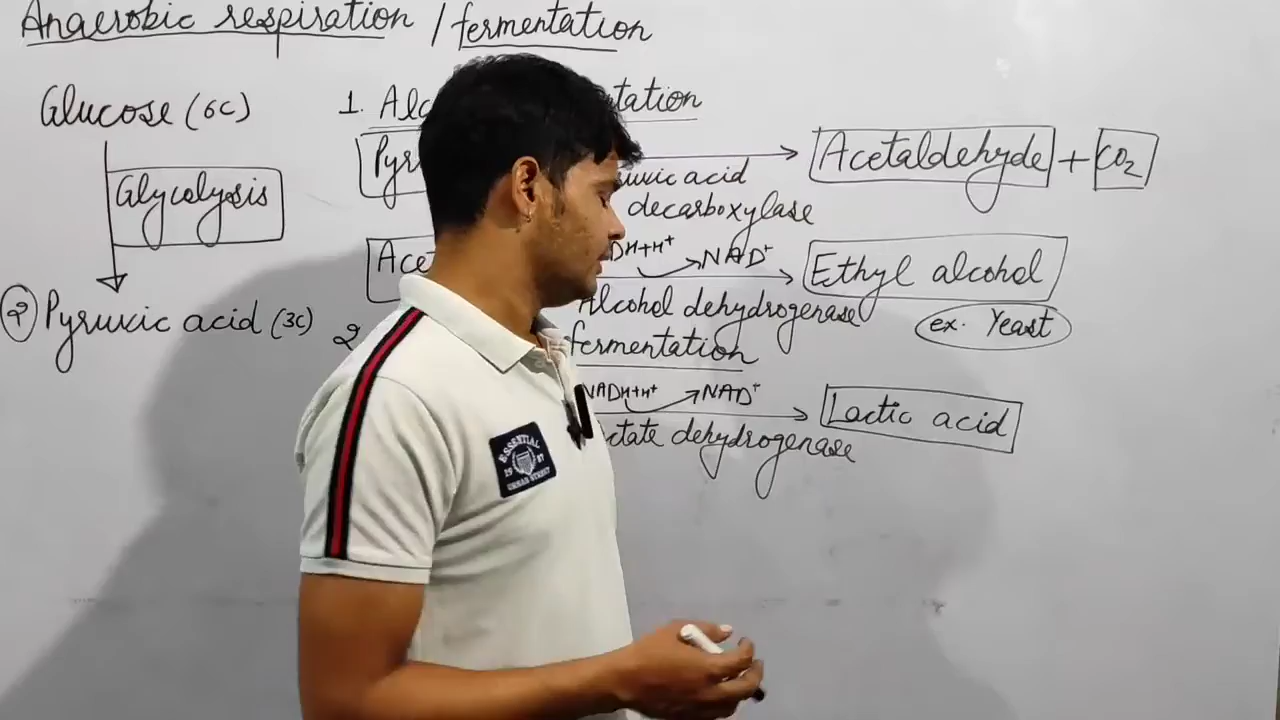 Anaerobic respiration / fermentation
Glucose (6C)
Glycolysis
2 Pyruvic acid (3C)
1. Alc tation
Pyr
uvic acid
decarboxylase
Acetaldehyde + CO2
Ace
DH+H+ NAD+
Alcohol dehydrogenase
Ethyl alcohol
ex. Yeast
2 fermentation
NADH+H+ NAD+
ctate dehydrogenase
Lactic acid
ESSENTIAL
29 87
URBAN STREET